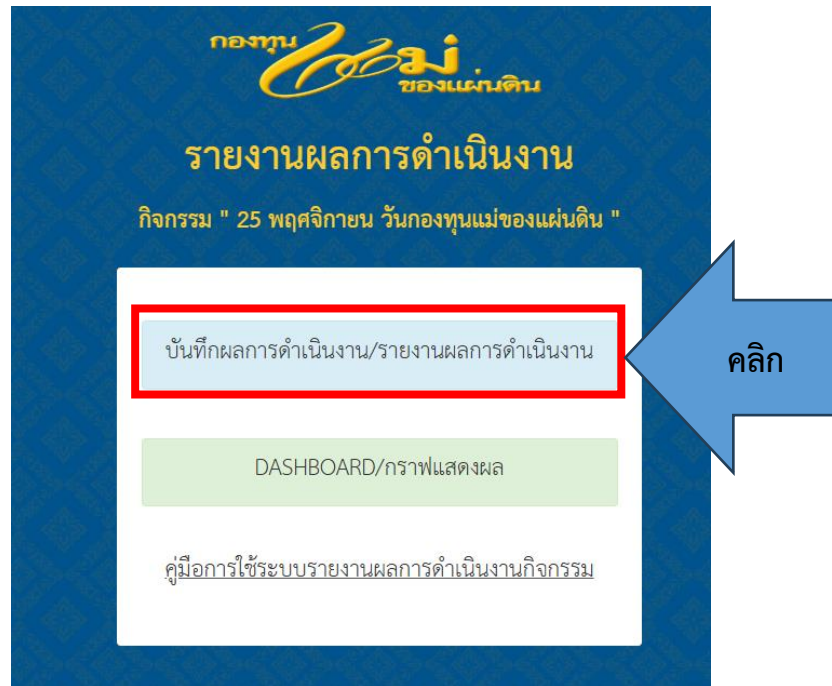 กองทุนแม่
ของแผ่นดิน
รายงานผลการดำเนินงาน
กิจกรรม " 25 พฤศจิกายน วันกองทุนแม่ของแผ่นดิน "
บันทึกผลการดำเนินงาน/รายงานผลการดำเนินงาน
คลิก
DASHBOARD/กราฟแสดงผล
คู่มือการใช้ระบบรายงานผลการดำเนินงานกิจกรรม